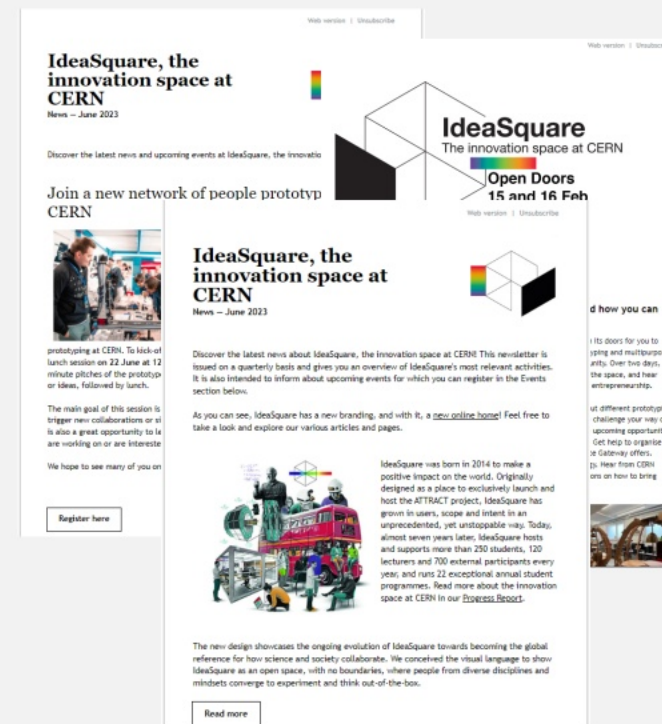 Web version | Unsubscribe
IdeaSquare, the
innovation space at
CERN
News — June 2023
Discover the latest news and upcoming events at IdeaSquare, the innovatio
Join a new network of people prototyp
CERN
prototyping at CERN. To kick-of
lunch session on 22 June at 12
minute pitches of the prototyp
or ideas, followed by lunch.
The main goal of this session is
trigger new collaborations or si
is also a great opportunity to le
are working on or are intereste
We hope to see many of you on
Register here
Web version | Unsubscri
IdeaSquare
The innovation space at CERN
Open Doors
15 and 16 Feb
d how you can
its doors for you to
yping and multipurpo
unity. Over two days,
the space, and hear
entrepreneurship.
ut different prototypi
challenge your way o
upcoming opportunit
Get help to organise
ce Gateway offers.
gs. Hear from CERN
ors on how to bring
Web version | Unsubscribe
IdeaSquare, the
innovation space at
CERN
News — June 2023
Discover the latest news about IdeaSquare, the innovation space at CERN! This newsletter is
issued on a quarterly basis and gives you an overview of IdeaSquare's most relevant activities.
It is also intended to inform about upcoming events for which you can register in the Events
section below.
As you can see, IdeaSquare has a new branding, and with it, a new online home! Feel free to
take a look and explore our various articles and pages.
IdeaSquare was born in 2014 to make a
positive impact on the world. Originally
designed as a place to exclusively launch and
host the ATTRACT project, IdeaSquare has
grown in users, scope and intent in an
unprecedented, yet unstoppable way. Today,
almost seven years later, IdeaSquare hosts
and supports more than 250 students, 120
lecturers and 700 external participants every
year, and runs 22 exceptional annual student
programmes. Read more about the innovation
space at CERN in our Progress Report.
The new design showcases the ongoing evolution of IdeaSquare towards becoming the global
reference for how science and society collaborate. We conceived the visual language to show
IdeaSquare as an open space, with no boundaries, where people from diverse disciplines and
mindsets converge to experiment and think out-of-the-box.
Read more